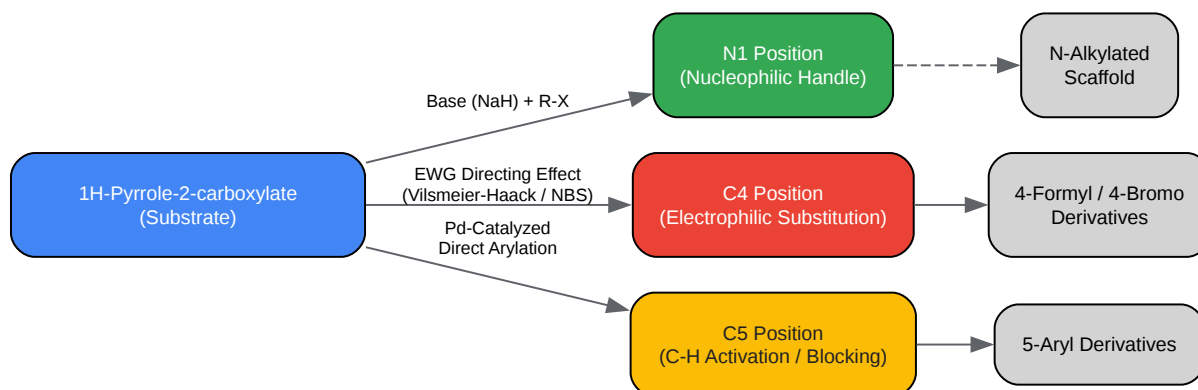 1H-Pyrrole-2-carboxylate
(Substrate)
Base (NaH) + R-X
EWG Directing Effect
(Vilsmeier-Haack / NBS)
Pd-Catalyzed
Direct Arylation
N1 Position
(Nucleophilic Handle)
N-Alkylated
Scaffold
C4 Position
(Electrophilic Substitution)
4-Formyl / 4-Bromo
Derivatives
C5 Position
(C-H Activation / Blocking)
5-Aryl Derivatives